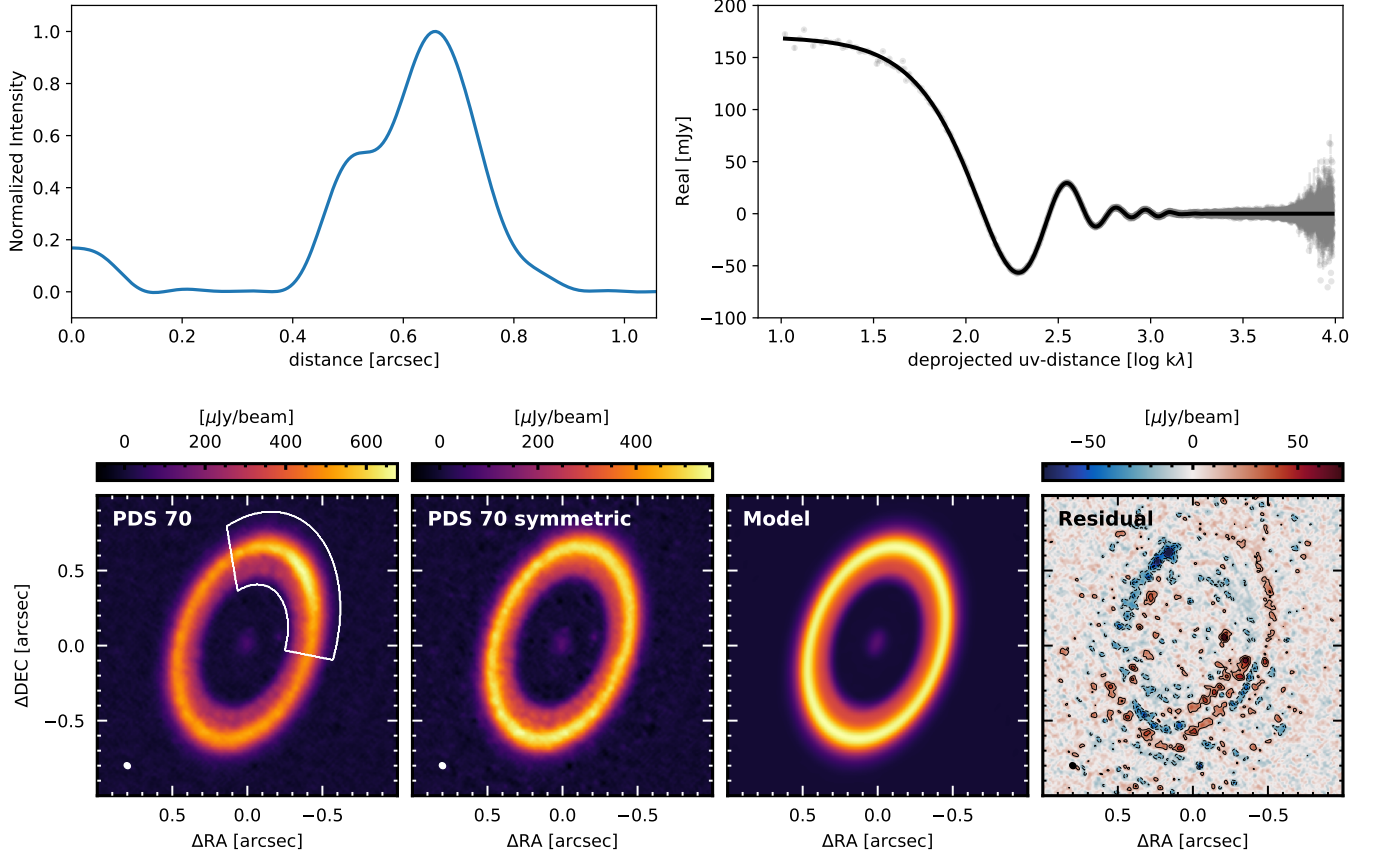 1.0
0.8
0.6
0.4
0.2
0.0
Normalized Intensity
0.0 0.2 0.4 0.6 0.8 1.0
distance [arcsec]
200
150
100
50
0
−50
−100
Real [mJy]
1.0 1.5 2.0 2.5 3.0 3.5 4.0
deprojected uv-distance [log kλ]
[μJy/beam] [μJy/beam] [μJy/beam]
0 200 400 600 0 200 400 −50 0 50
PDS 70 PDS 70 symmetric Model Residual
0.5
0.0
−0.5
ΔDEC [arcsec]
0.5 0.0 −0.5 0.5 0.0 −0.5 0.5 0.0 −0.5 0.5 0.0 −0.5
ΔRA [arcsec] ΔRA [arcsec] ΔRA [arcsec] ΔRA [arcsec]